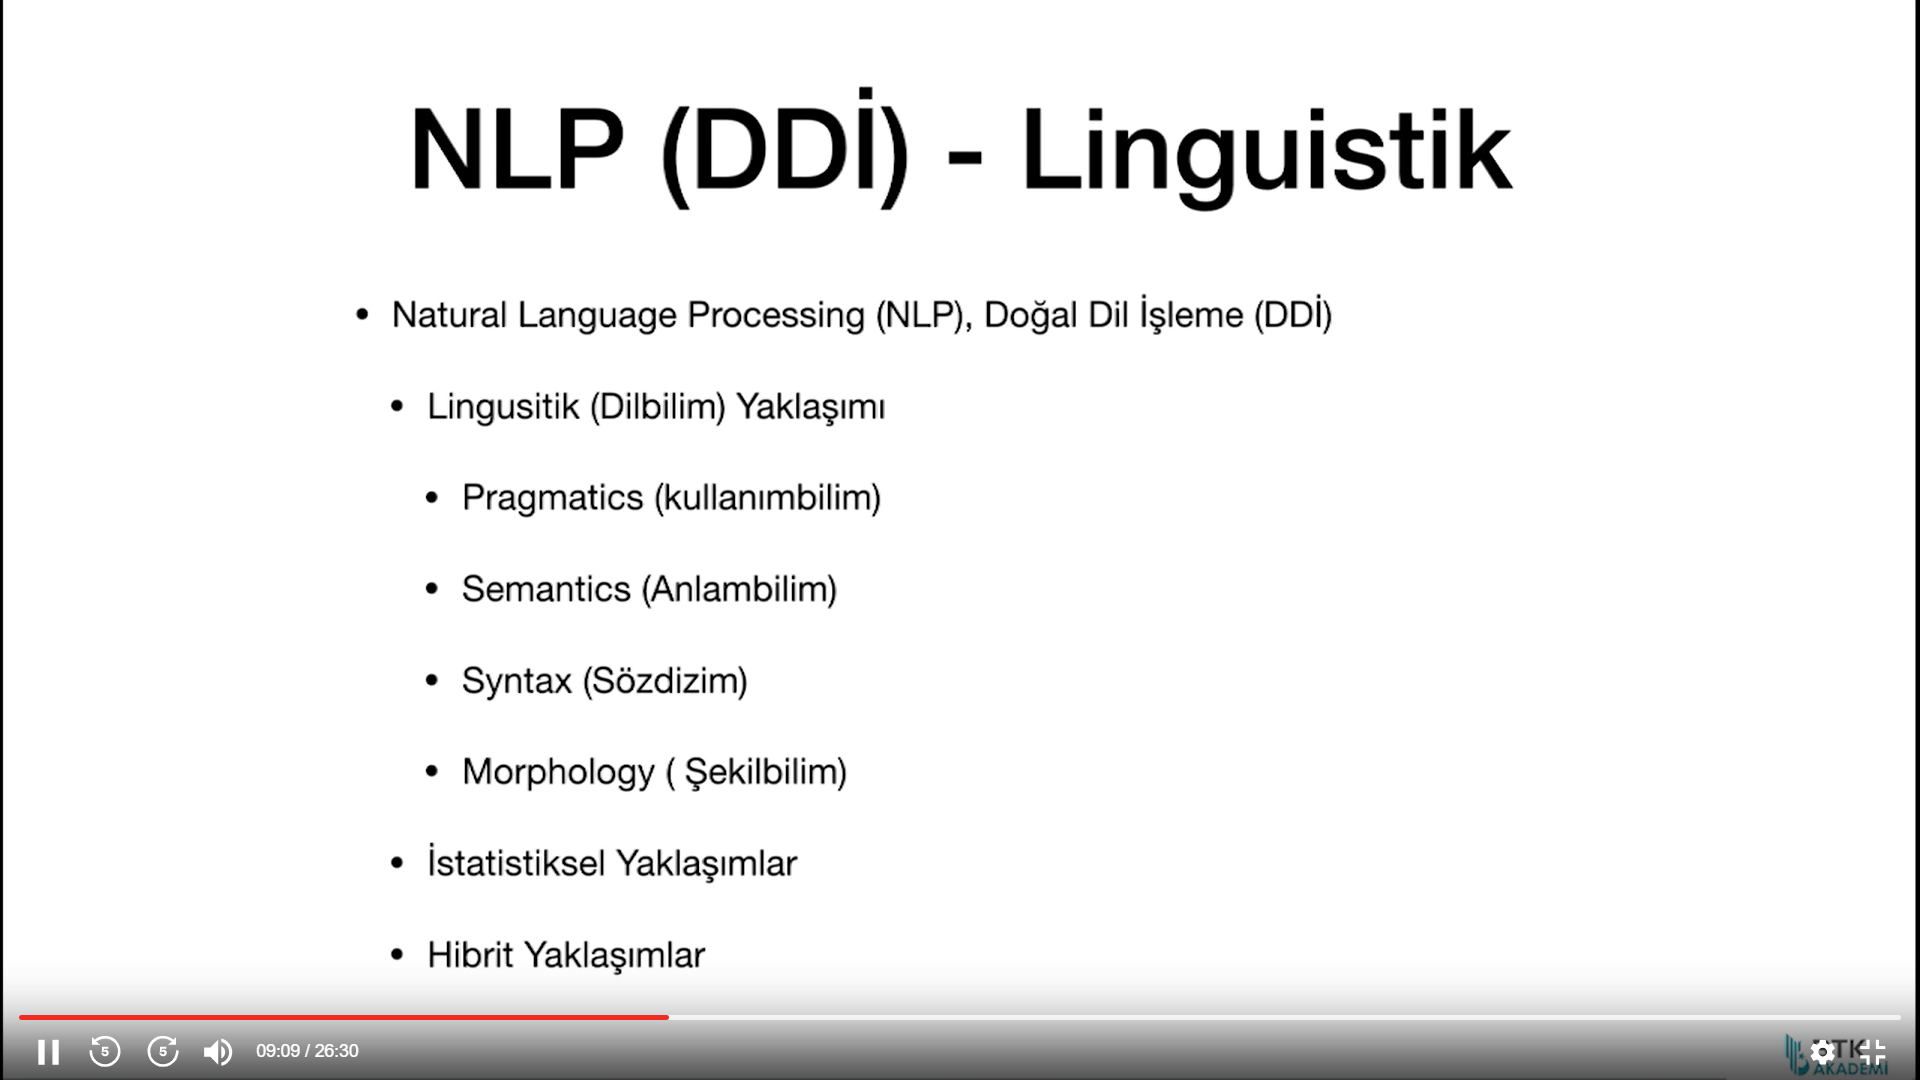 NLP (DDİ) - Linguistik
• Natural Language Processing (NLP), Doğal Dil İşleme (DDİ)
• Lingusitik (Dilbilim) Yaklaşımı
• Pragmatics (kullanımbilim)
• Semantics (Anlambilim)
• Syntax (Sözdizim)
• Morphology ( Şekilbilim)
• İstatistiksel Yaklaşımlar
• Hibrit Yaklaşımlar
5 5 09:09 / 26:30
AKADEMİ